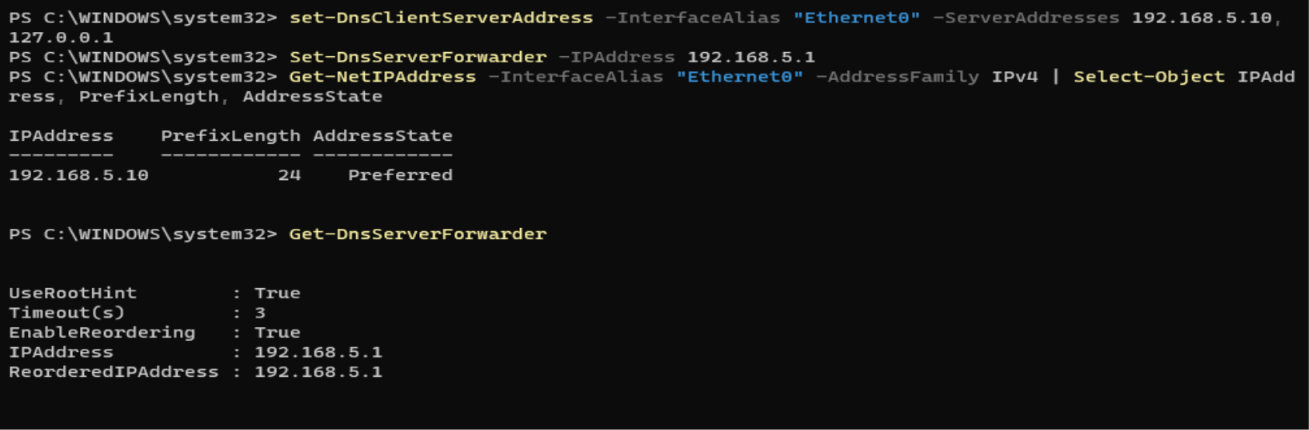 PS C:\WINDOWS\system32> set-DnsClientServerAddress -InterfaceAlias "Ethernet0" -ServerAddresses 192.168.5.10,
127.0.0.1
PS C:\WINDOWS\system32> Set-DnsServerForwarder -IPAddress 192.168.5.1
PS C:\WINDOWS\system32> Get-NetIPAddress -InterfaceAlias "Ethernet0" -AddressFamily IPv4 | Select-Object IPAdd
ress, PrefixLength, AddressState
IPAddress    PrefixLength AddressState
---------    ------------ ------------
192.168.5.10           24    Preferred
PS C:\WINDOWS\system32> Get-DnsServerForwarder
UseRootHint        : True
Timeout(s)         : 3
EnableReordering   : True
IPAddress          : 192.168.5.1
ReorderedIPAddress : 192.168.5.1